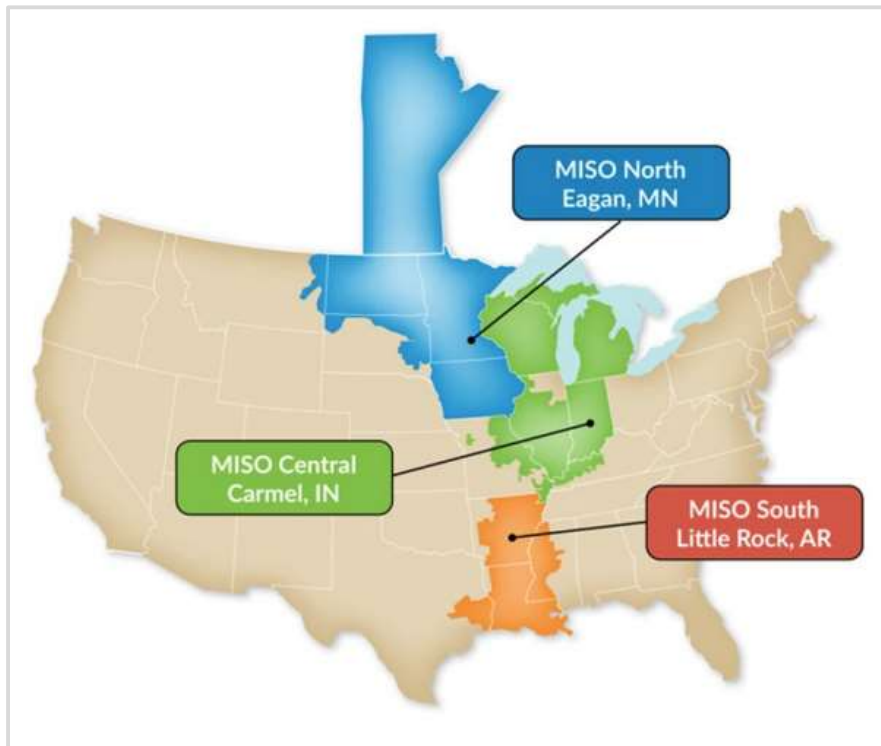 MISO North
Eagan, MN
MISO Central
Carmel, IN
MISO South
Little Rock, AR